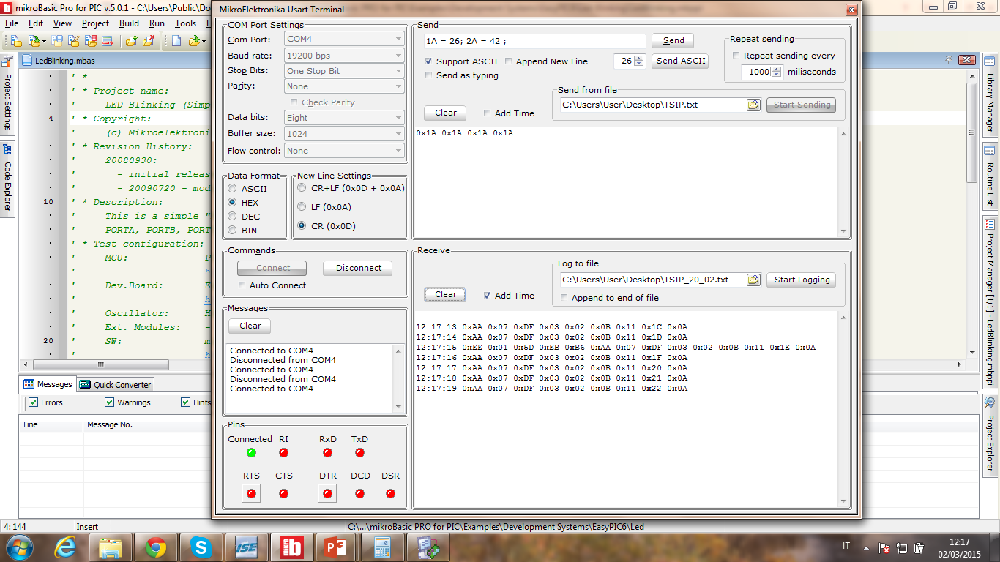 mikroBasic Pro for PIC v.5.0.1 - C:\Users\Public\Do
File Edit View Project Build Run Tools
LedBlinking.mbas
Project Settings
Code Explorer
' *
' * Project name:
' LED_Blinking (Simp
4 ' * Copyright:
' (c) Mikroelektroni
' * Revision History:
' 20080930:
' - initial releas
' - 20090720 - mod
10 ' * Description:
' This is a simple "
' PORTA, PORTB, PORT
' * Test configuration:
' MCU: P
' Dev.Board: E
' Oscillator: H
' Ext. Modules: -
20 ' SW: m
Messages Quick Converter
Errors Warnings Hints
Line Message No.
4: 144 Insert C:\...\mikroBasic PRO for PIC\Examples\Development Systems\EasyPIC6\Led
MikroElektronika Usart Terminal
COM Port Settings
Com Port: COM4
Baud rate: 19200 bps
Stop Bits: One Stop Bit
Parity: None
Check Parity
Data bits: Eight
Buffer size: 1024
Flow control: None
Data Format
ASCII
HEX
DEC
BIN
New Line Settings
CR+LF (0x0D + 0x0A)
LF (0x0A)
CR (0x0D)
Commands
Connect Disconnect
Auto Connect
Messages
Clear
Connected to COM4
Disconnected from COM4
Connected to COM4
Disconnected from COM4
Connected to COM4
Pins
Connected RI RxD TxD
RTS CTS DTR DCD DSR
Send
1A = 26; 2A = 42 ; Send
Support ASCII Append New Line 26 Send ASCII
Send as typing
Repeat sending
Repeat sending every
1000 miliseconds
Send from file
C:\Users\User\Desktop\TSIP.txt Start Sending
Clear Add Time
0x1A 0x1A 0x1A 0x1A
Receive
Log to file
C:\Users\User\Desktop\TSIP_20_02.txt Start Logging
Append to end of file
Clear Add Time
12:17:13 0xAA 0x07 0xDF 0x03 0x02 0x0B 0x11 0x1C 0x0A
12:17:14 0xAA 0x07 0xDF 0x03 0x02 0x0B 0x11 0x1D 0x0A
12:17:15 0xEE 0x01 0x5D 0xEB 0xB6 0xAA 0x07 0xDF 0x03 0x02 0x0B 0x11 0x1E 0x0A
12:17:16 0xAA 0x07 0xDF 0x03 0x02 0x0B 0x11 0x1F 0x0A
12:17:17 0xAA 0x07 0xDF 0x03 0x02 0x0B 0x11 0x20 0x0A
12:17:18 0xAA 0x07 0xDF 0x03 0x02 0x0B 0x11 0x21 0x0A
12:17:19 0xAA 0x07 0xDF 0x03 0x02 0x0B 0x11 0x22 0x0A
Library Manager
Routine List
Project Manager [1/1] - LedBlinking.mbppi
Project Explorer
ISE
IT
12:17
02/03/2015